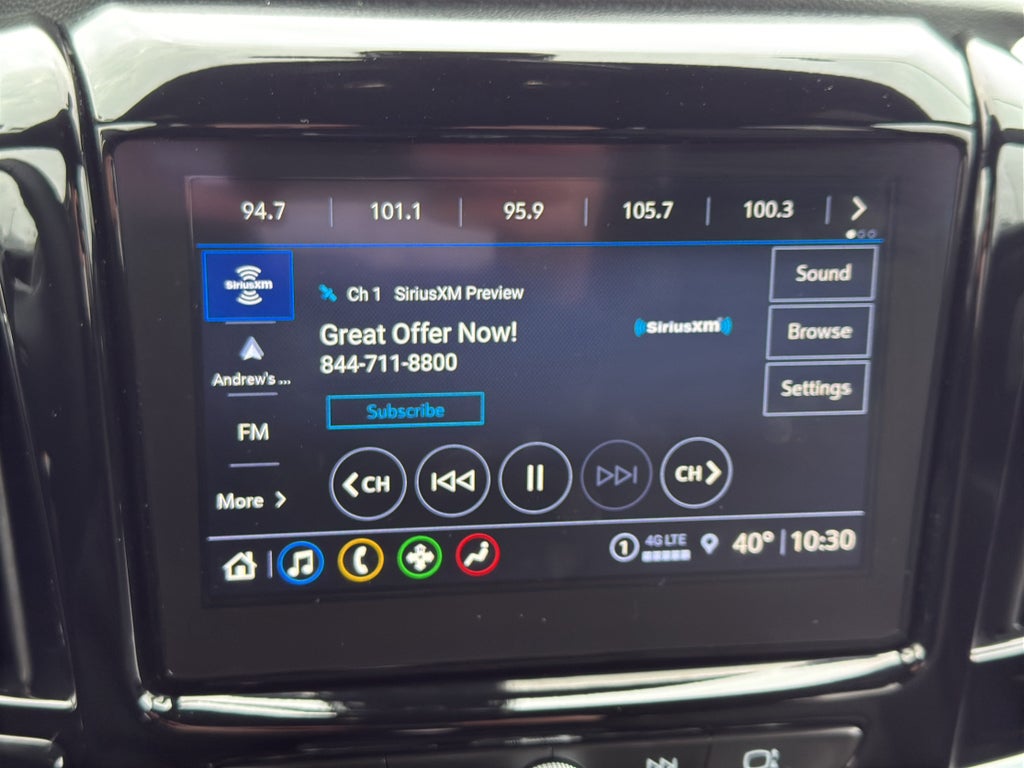 94.7 101.1 95.9 105.7 100.3
SiriusXM
Ch 1 SiriusXM Preview
Great Offer Now!
844-711-8800
SiriusXM
Subscribe
Sound
Browse
Settings
Andrew's ...
FM
More
CH
CH
1 4G LTE 40° 10:30